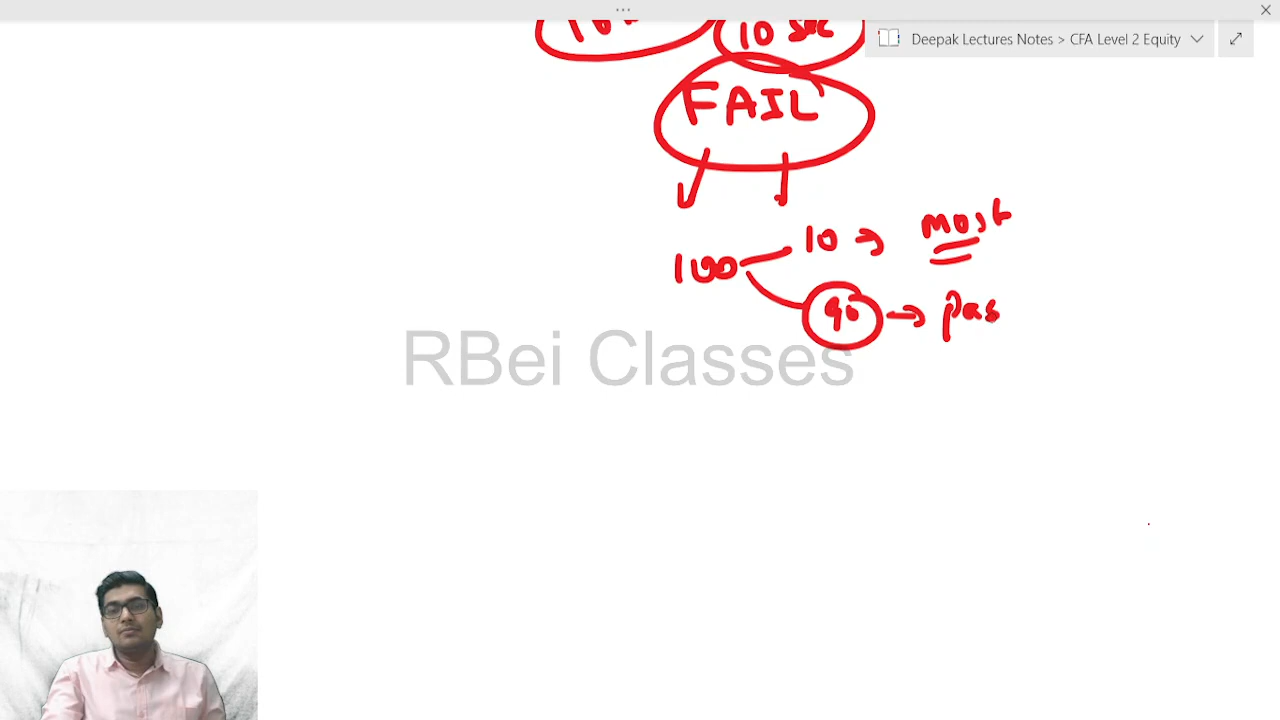 Deepak Lectures Notes > CFA Level 2 Equity
10 sec
FAIL
100
10 → most
90 → pas
RBei Classes